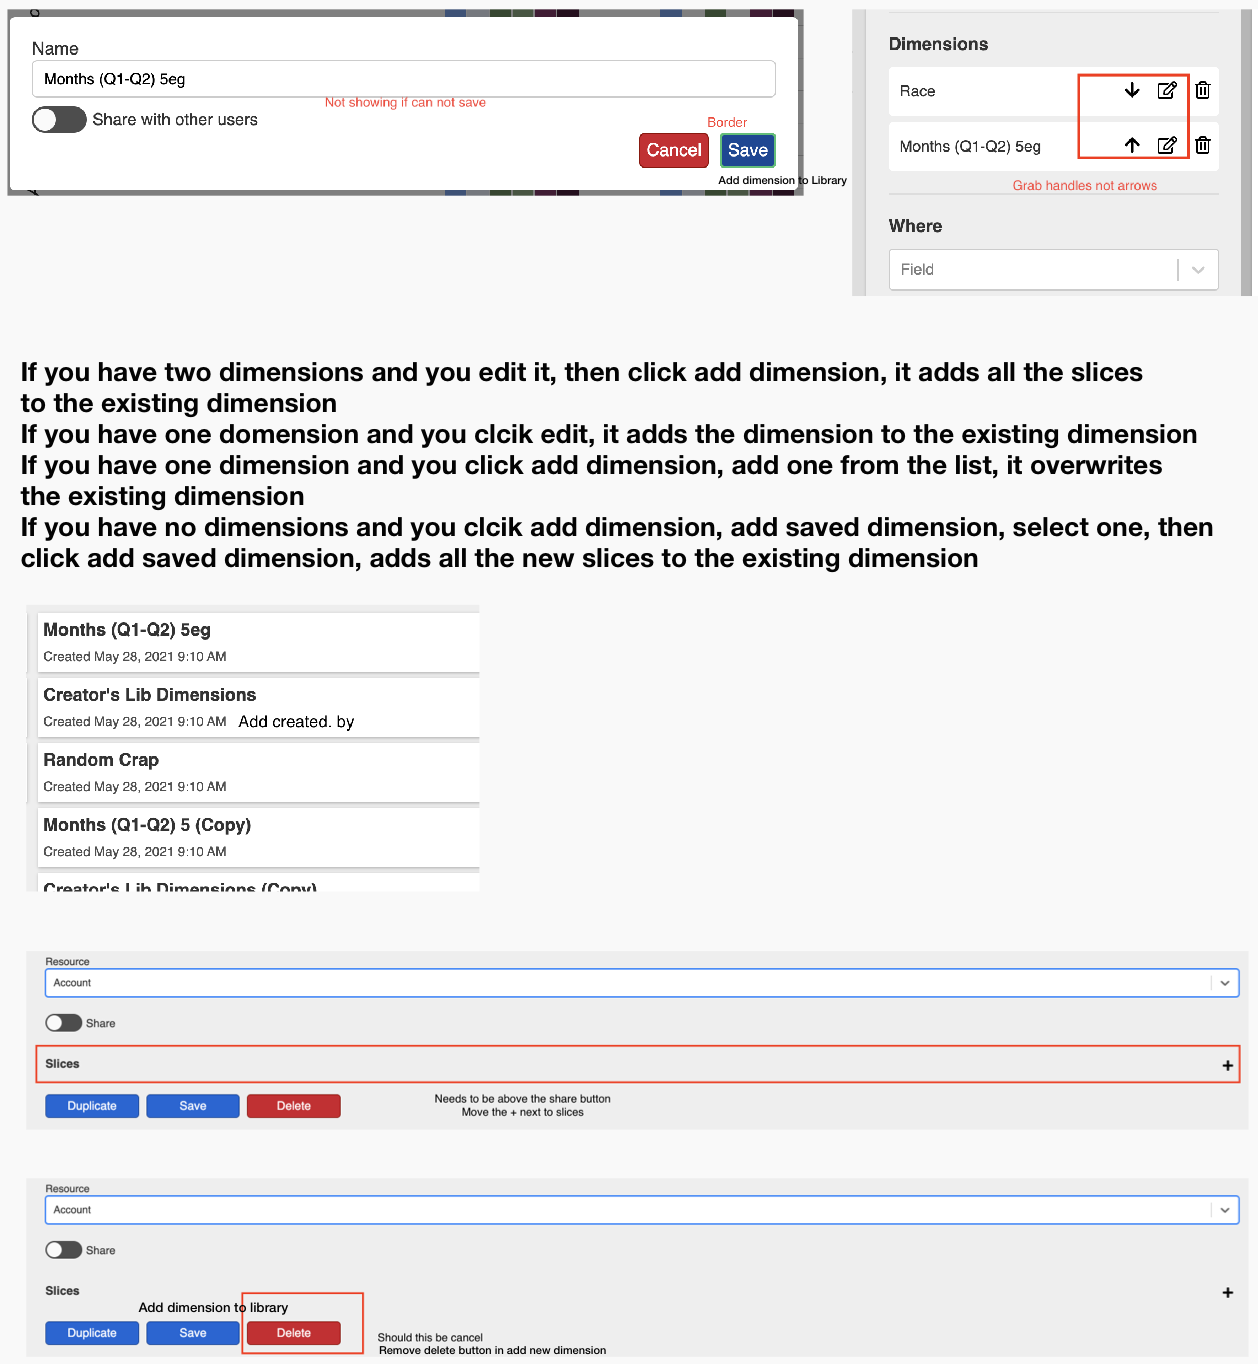 Name
Months (Q1-Q2) 5eg
Not showing if can not save
Share with other users
Border
Cancel
Save
Add dimension to Library
Dimensions
Race
Months (Q1-Q2) 5eg
Grab handles not arrows
Where
Field
If you have two dimensions and you edit it, then click add dimension, it adds all the slices
to the existing dimension
If you have one domension and you clcik edit, it adds the dimension to the existing dimension
If you have one dimension and you click add dimension, add one from the list, it overwrites
the existing dimension
If you have no dimensions and you clcik add dimension, add saved dimension, select one, then
click add saved dimension, adds all the new slices to the existing dimension
Months (Q1-Q2) 5eg
Created May 28, 2021 9:10 AM
Creator's Lib Dimensions
Created May 28, 2021 9:10 AM Add created. by
Random Crap
Created May 28, 2021 9:10 AM
Months (Q1-Q2) 5 (Copy)
Created May 28, 2021 9:10 AM
Creator's Lib Dimensions (Copy)
Resource
Account
Share
Slices +
Duplicate Save Delete
Needs to be above the share button
Move the + next to slices
Resource
Account
Share
Slices +
Add dimension to library
Duplicate Save Delete
Should this be cancel
Remove delete button in add new dimension